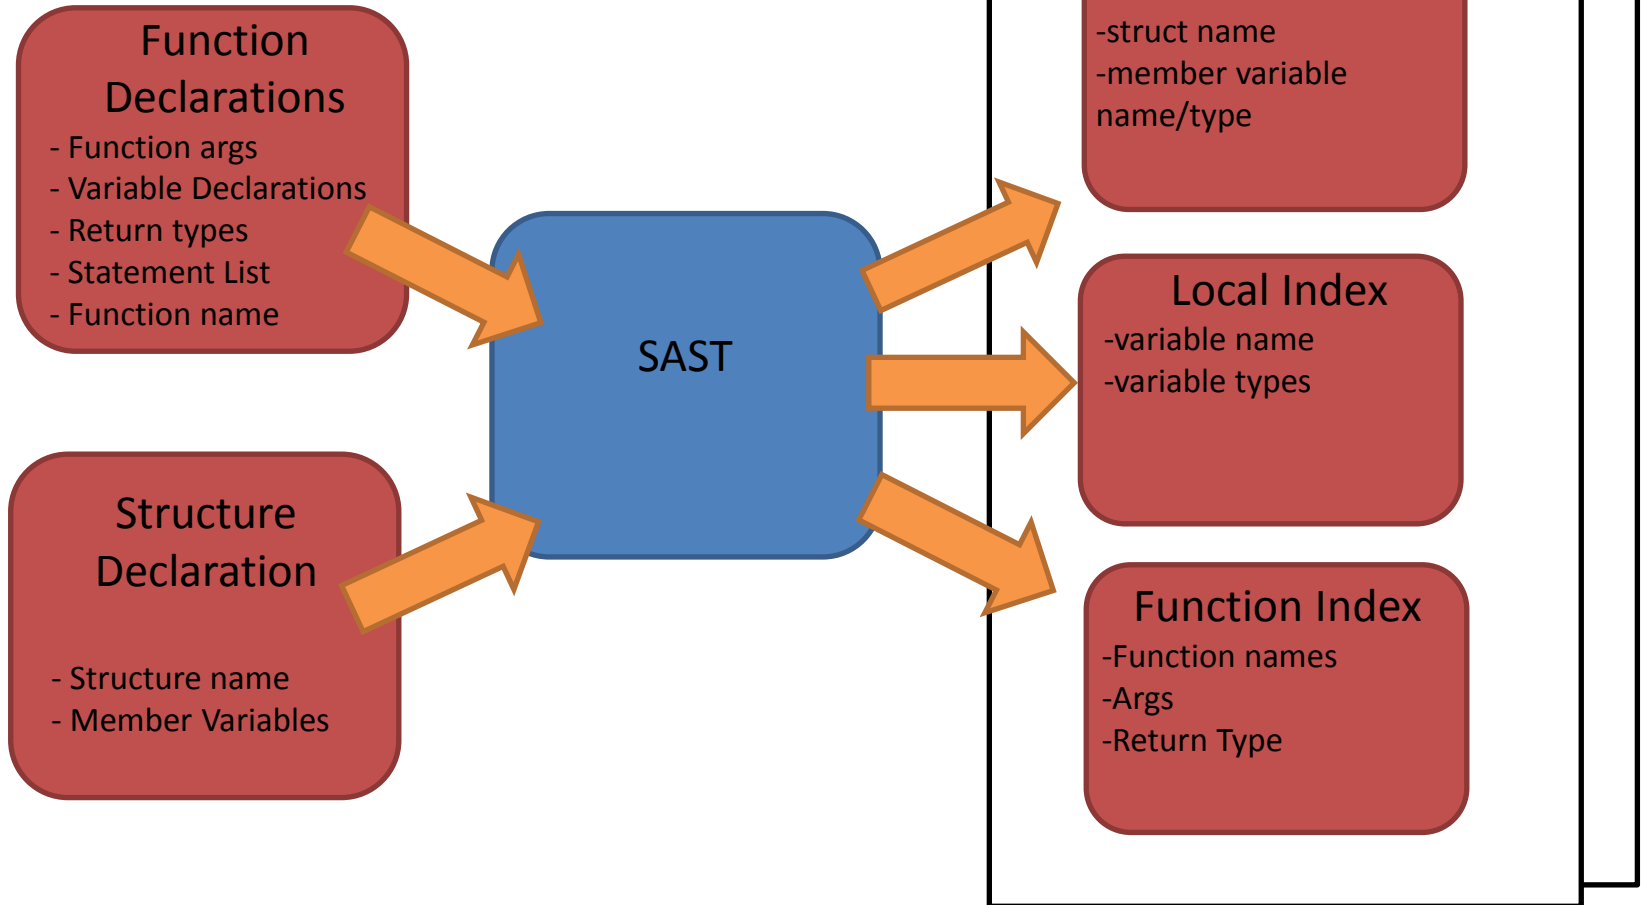 Function
Declarations
- Function args
- Variable Declarations
- Return types
- Statement List
- Function name
Structure
Declaration
- Structure name
- Member Variables
SAST
-struct name
-member variable
name/type
Local Index
-variable name
-variable types
Function Index
-Function names
-Args
-Return Type